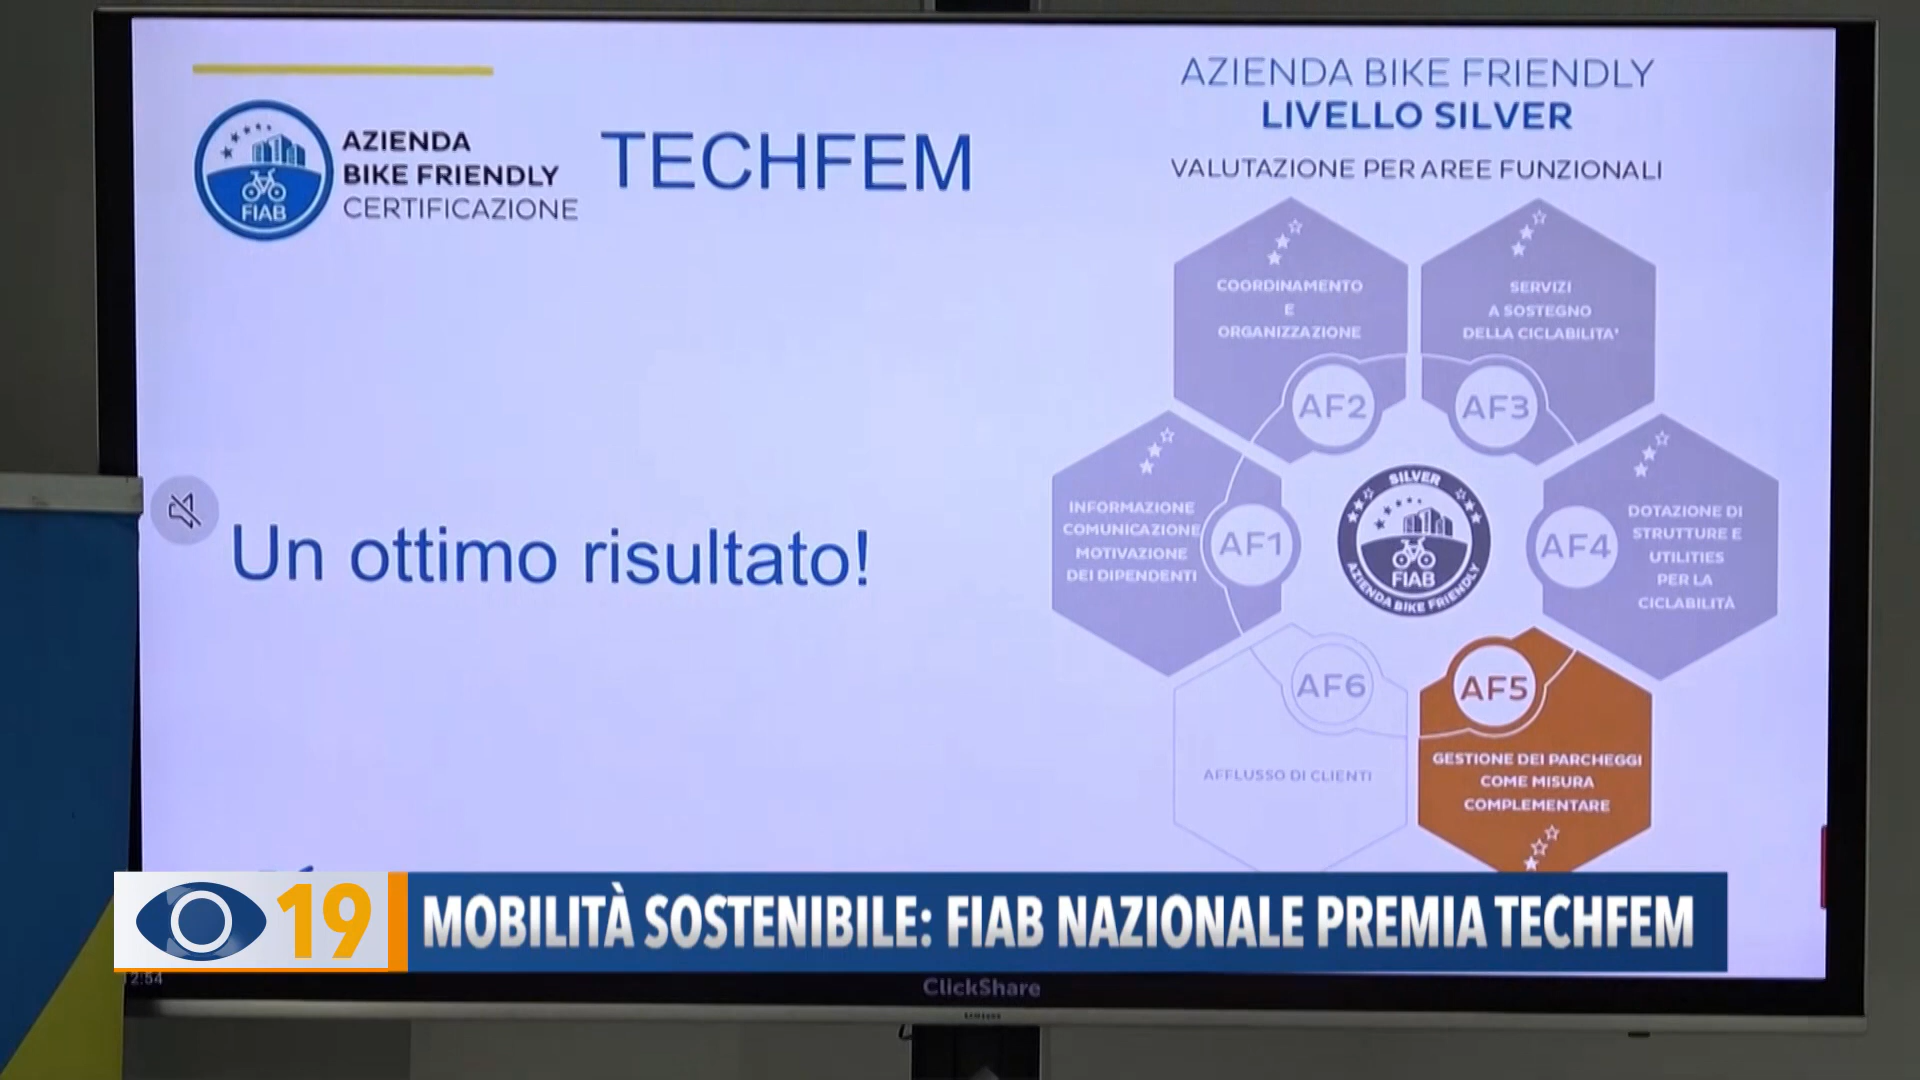 AZIENDA
BIKE FRIENDLY
CERTIFICAZIONE
FIAB
TECHFEM
Un ottimo risultato!
AZIENDA BIKE FRIENDLY
LIVELLO SILVER
VALUTAZIONE PER AREE FUNZIONALI
COORDINAMENTO
E
ORGANIZZAZIONE
AF2
SERVIZI
A SOSTEGNO
DELLA CICLABILITA'
AF3
INFORMAZIONE
COMUNICAZIONE
MOTIVAZIONE
DEI DIPENDENTI
AF1
SILVER
FIAB
AZIENDA BIKE FRIENDLY
AF4
DOTAZIONE DI
STRUTTURE E
UTILITIES
PER LA
CICLABILITÀ
AF6
AFFLUSSO DI CLIENTI
AF5
GESTIONE DEI PARCHEGGI
COME MISURA
COMPLEMENTARE
19
MOBILITÀ SOSTENIBILE: FIAB NAZIONALE PREMIA TECHFEM
2:54
ClickShare